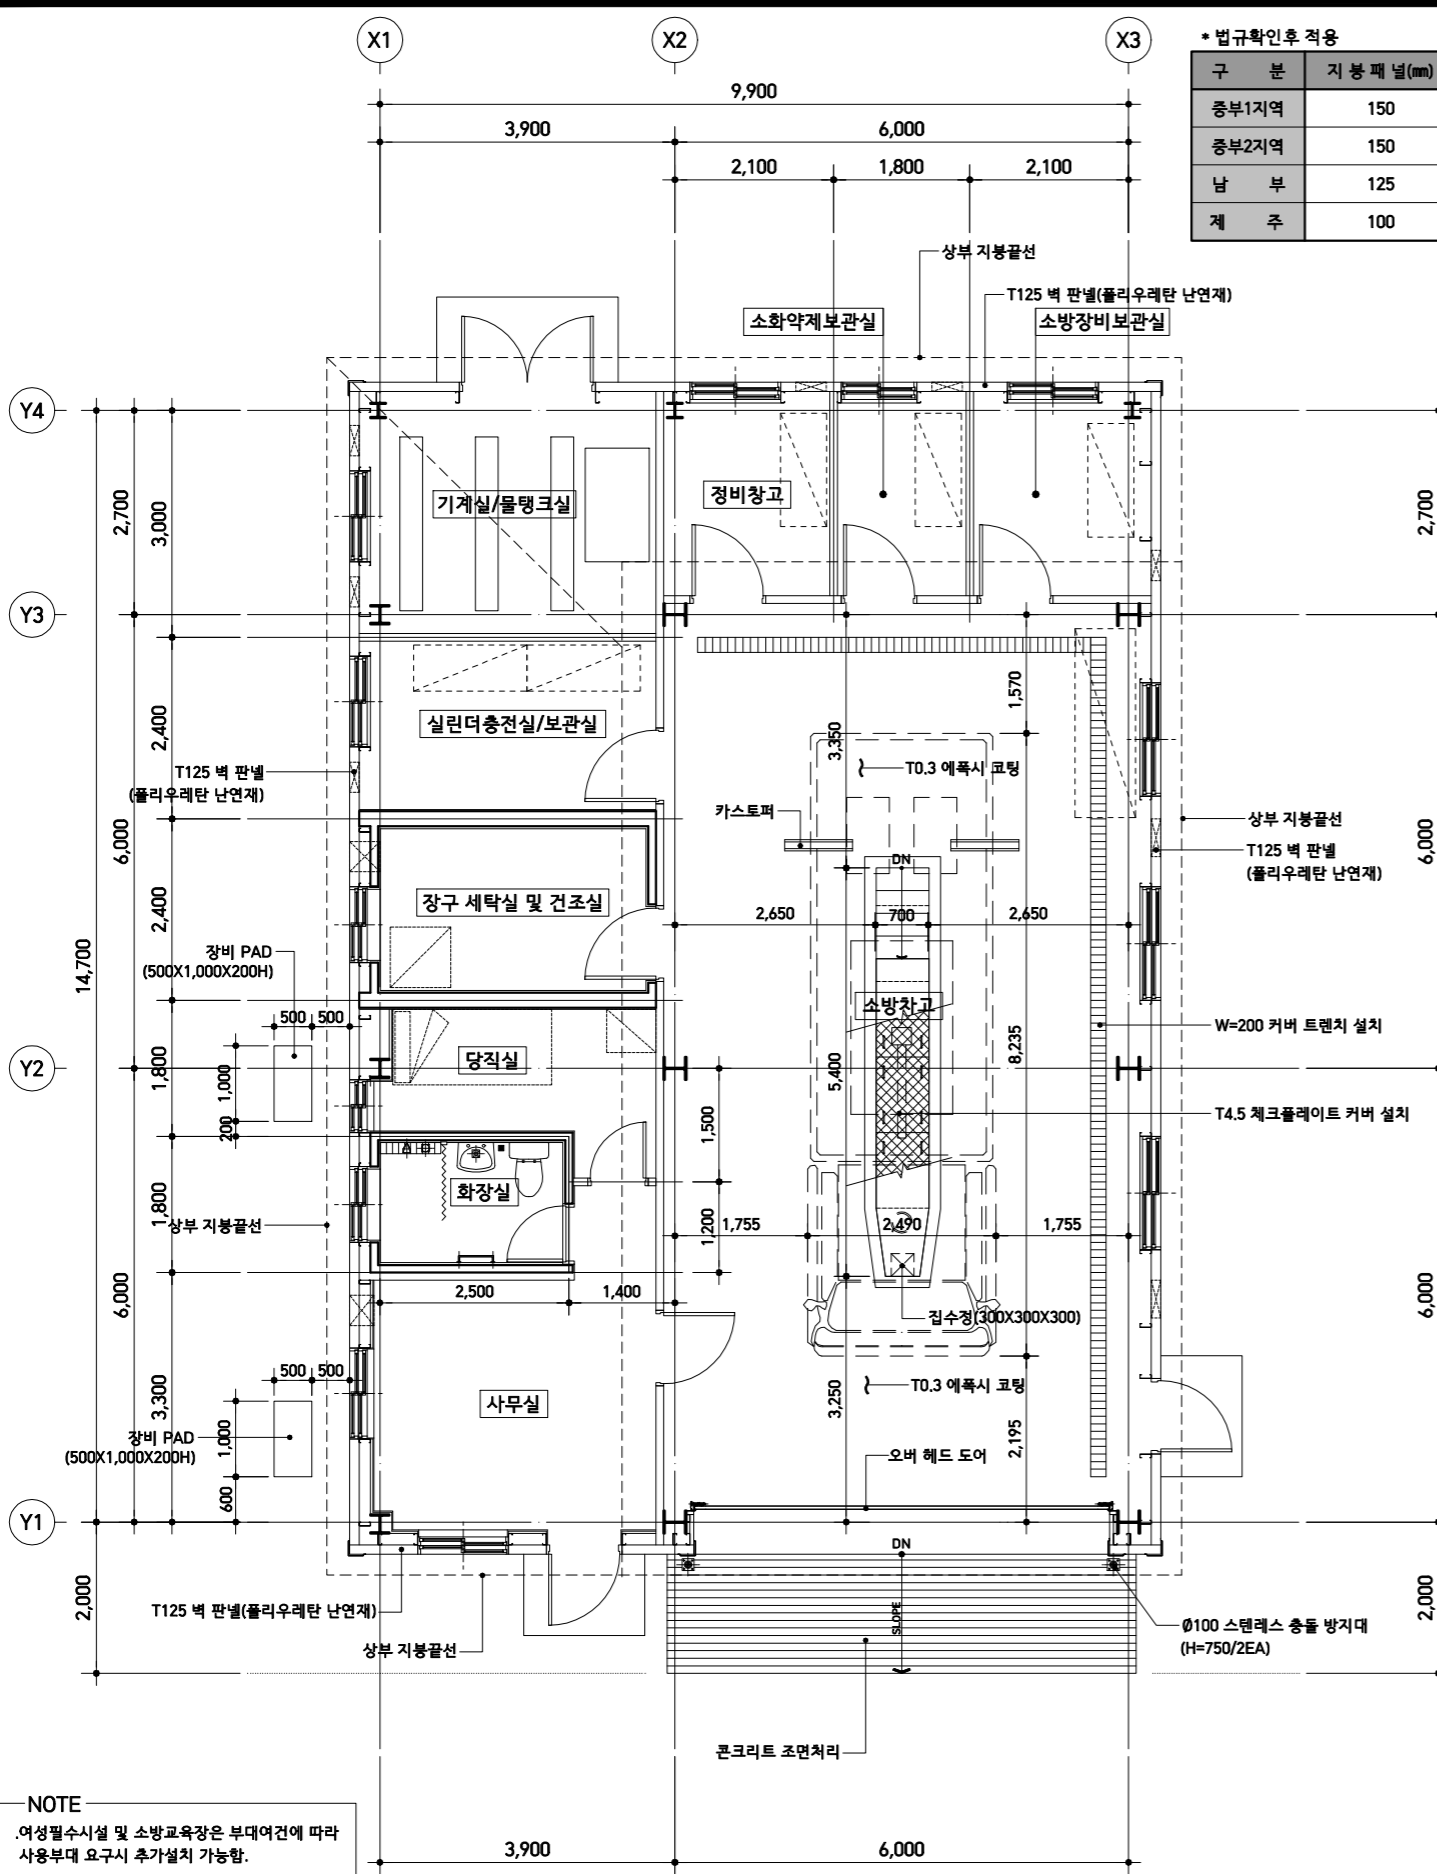 X1 X2 X3
* 법규확인후 적용
구 분 지 붕 패 널(㎜)
중부1지역 150
중부2지역 150
남 부 125
제 주 100
9,900
3,900 6,000
2,100 1,800 2,100
상부 지붕끝선
T125 벽 판넬(폴리우레탄 난연재)
소화약제보관실
소방장비보관실
Y4
기계실/물탱크실
정비창고
2,700
3,000
2,700
Y3
1,570
3,350
2,400
실린더충전실/보관실
T125 벽 판넬
(폴리우레탄 난연재)
T0.3 에폭시 코팅
카스토퍼
상부 지붕끝선
T125 벽 판넬
(폴리우레탄 난연재)
6,000
6,000
DN
2,400
장구 세탁실 및 건조실
2,650 700 2,650
14,700
장비 PAD
(500X1,000X200H)
소방차고
500 500
W=200 커버 트렌치 설치
8,235
5,400
Y2
1,800
1,000
200
당직실
1,500
T4.5 체크플레이트 커버 설치
화장실
1,800
상부 지붕끝선
1,200
1,755 2,490 1,755
6,000
6,000
2,500 1,400
집수정(300X300X300)
500 500
3,300
T0.3 에폭시 코팅
사무실
3,250
2,195
장비 PAD
(500X1,000X200H)
1,000
600
오버 헤드 도어
Y1
DN
SLOPE
2,000
2,000
T125 벽 판넬(폴리우레탄 난연재)
상부 지붕끝선
Ø100 스텐레스 충돌 방지대
(H=750/2EA)
콘크리트 조면처리
NOTE
.여성필수시설 및 소방교육장은 부대여건에 따라
사용부대 요구시 추가설치 가능함.
3,900 6,000